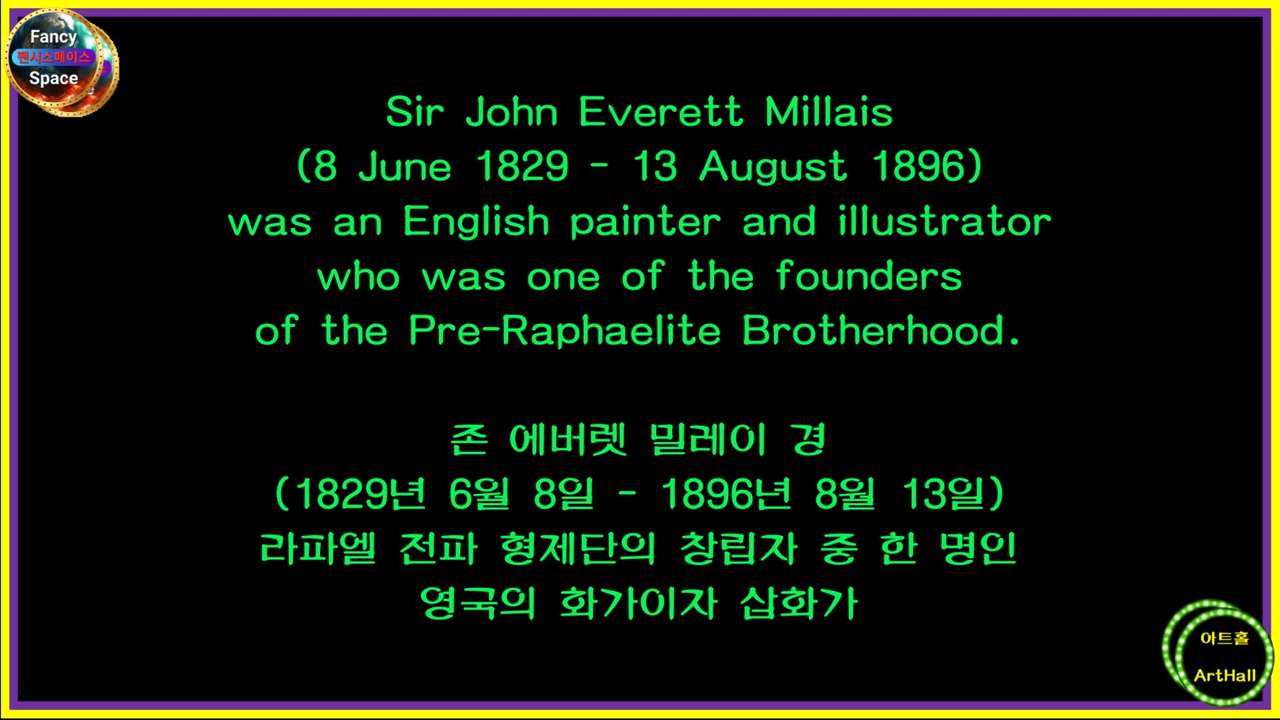 Fancy
팬시스페이스
Space
Sir John Everett Millais
(8 June 1829 - 13 August 1896)
was an English painter and illustrator
who was one of the founders
of the Pre-Raphaelite Brotherhood.
존 에버렛 밀레이 경
(1829년 6월 8일 - 1896년 8월 13일)
라파엘 전파 형제단의 창립자 중 한 명인
영국의 화가이자 삽화가
아트홀
ArtHall